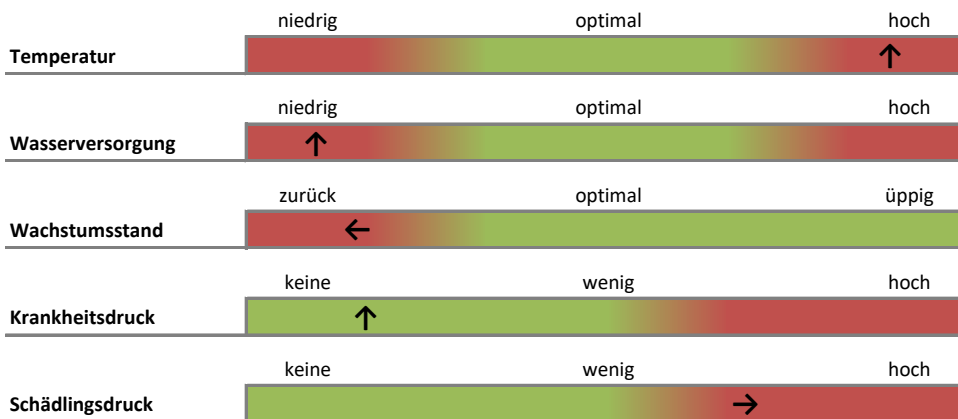 niedrig optimal hoch
Temperatur
niedrig optimal hoch
Wasserversorgung
zurück optimal üppig
Wachstumsstand
keine wenig hoch
Krankheitsdruck
keine wenig hoch
Schädlingsdruck